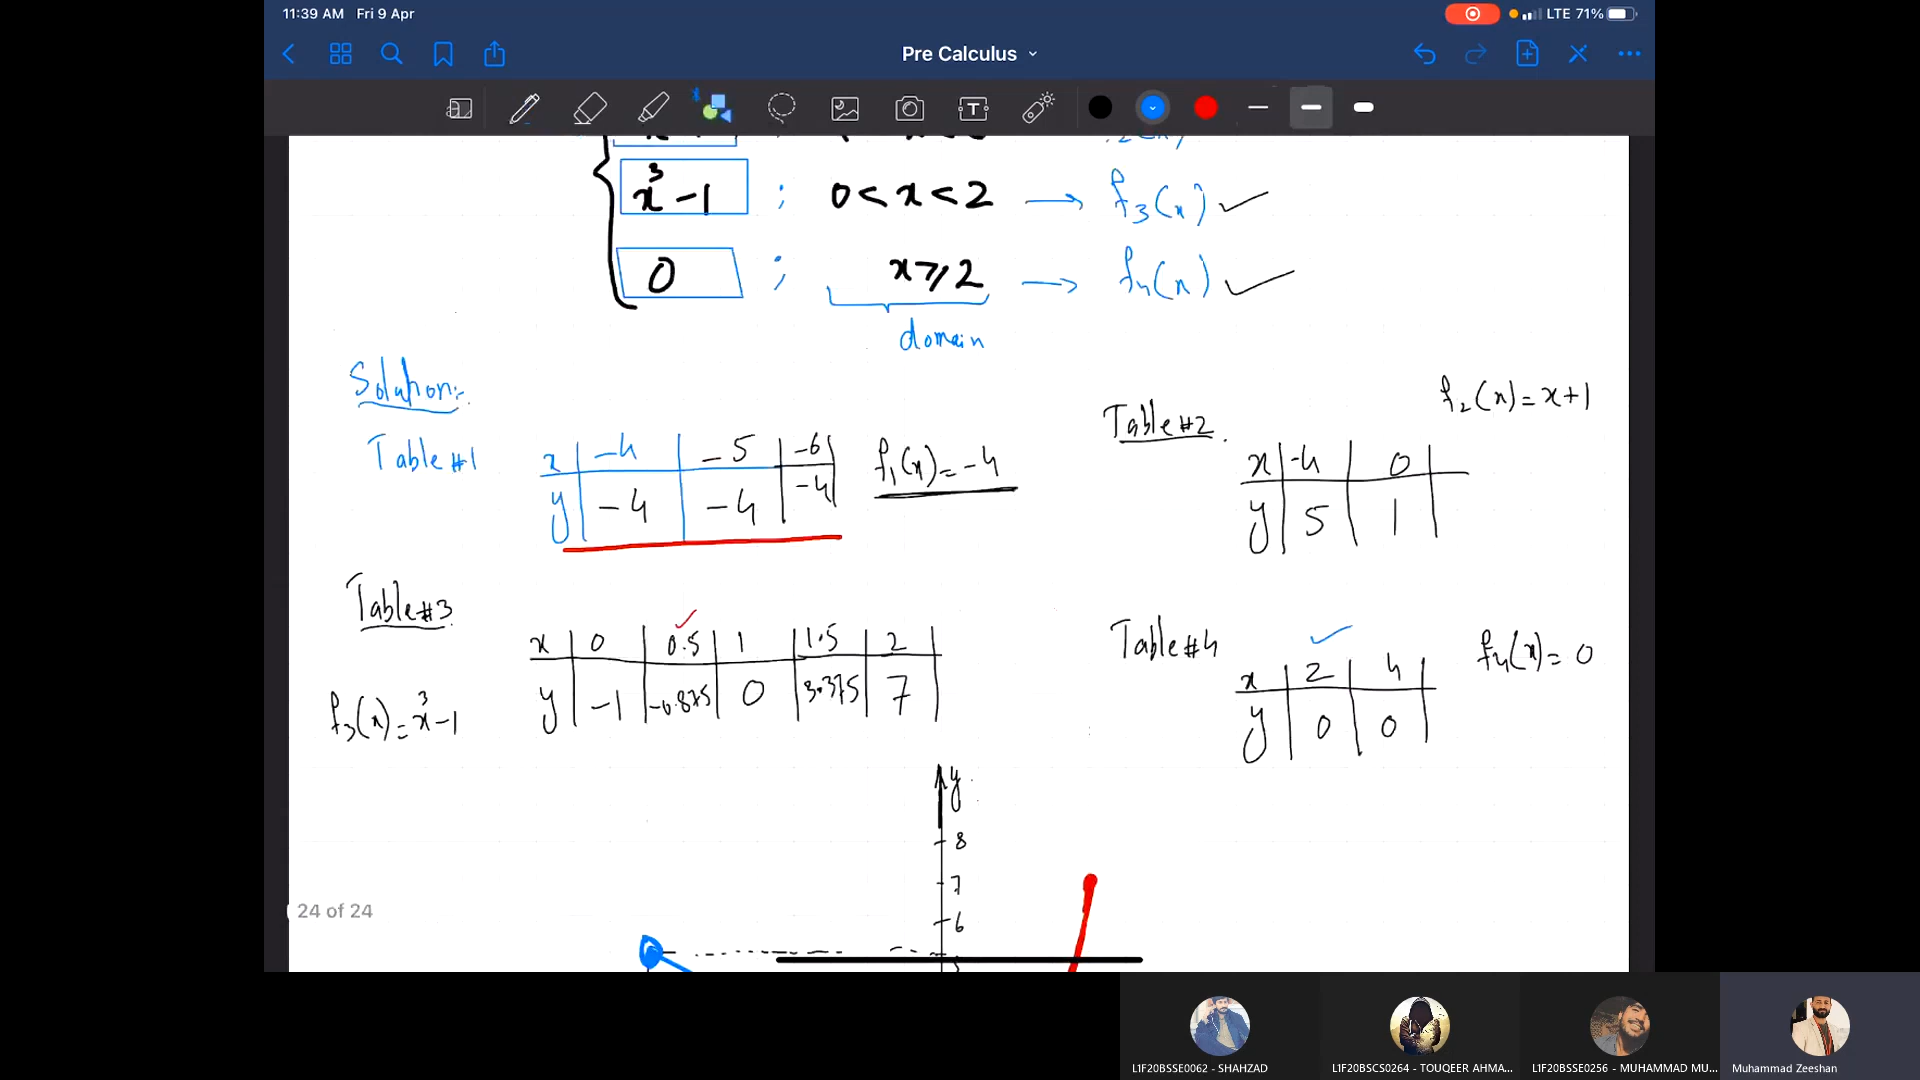 11:39 AM Fri 9 Apr
LTE 71%
Pre Calculus
x³ - 1 ; 0 < x < 2 → f₃(x) ✓
0 ; x ⩾ 2 → f₄(x) ✓
domain
Solution:
Table #1
x | -4 | -5 | -6
y | -4 | -4 | -4
f₁(x) = -4
Table #2
f₂(x) = x+1
x | -4 | 0
y | 5 | 1
Table #3
f₃(x) = x³ - 1
x | 0 | 0.5 | 1 | 1.5 | 2
y | -1 | -0.875 | 0 | 3.375 | 7
Table #4
f₄(x) = 0
x | 2 | 4
y | 0 | 0
y
8
7
6
24 of 24
L1F20BSSE0062 - SHAHZAD
L1F20BSCS0264 - TOUQEER AHMA...
L1F20BSSE0256 - MUHAMMAD MU...
Muhammad Zeeshan